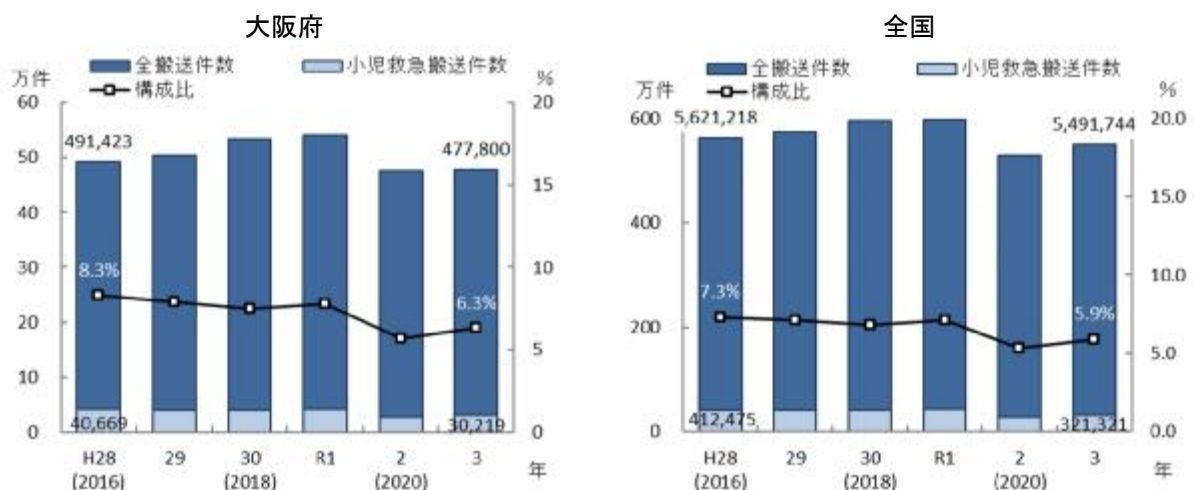 大阪府
全搬送件数 小児救急搬送件数
構成比
万件 %
60
50
40
30
20
10
0
20
15
10
5
0
491,423
477,800
8.3%
6.3%
40,669
30,219
H28 29 30 R1 2 3
(2016) (2018) (2020) 年
全国
全搬送件数 小児救急搬送件数
構成比
万件 %
600
400
200
0
20.0
15.0
10.0
5.0
0.0
5,621,218
5,491,744
7.3%
5.9%
412,475
321,321
H28 29 30 R1 2 3
(2016) (2018) (2020) 年